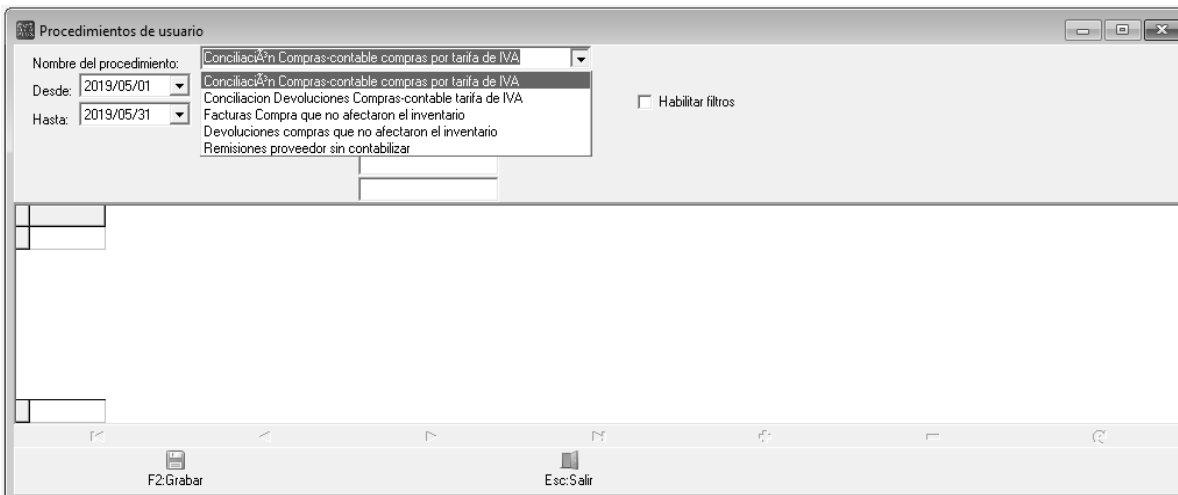 Procedimientos de usuario
Nombre del procedimiento:
ConciliaciÃ³n Compras-contable compras por tarifa de IVA
Desde:
2019/05/01
ConciliaciÃ³n Compras-contable compras por tarifa de IVA
Conciliacion Devoluciones Compras-contable tarifa de IVA
Habilitar filtros
Hasta:
2019/05/31
Facturas Compra que no afectaron el inventario
Devoluciones compras que no afectaron el inventario
Remisiones proveedor sin contabilizar
F2:Grabar
Esc:Salir